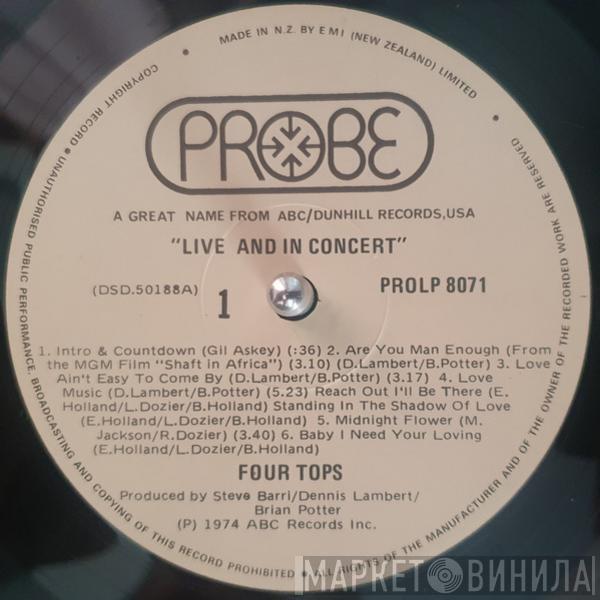 MADE IN N.Z. BY EMI (NEW ZEALAND) LIMITED
COPYRIGHT RECORD • UNAUTHORISED PUBLIC PERFORMANCE, BROADCASTING AND COPYING OF THIS RECORD PROHIBITED • ALL RIGHTS OF THE MANUFACTURER AND OF THE OWNER OF THE RECORDED WORK ARE RESERVED •
PROBE
A GREAT NAME FROM ABC/DUNHILL RECORDS,USA
"LIVE AND IN CONCERT"
(DSD.50188A) 1 PROLP 8071
1. Intro & Countdown (Gil Askey) (:36) 2. Are You Man Enough (From
the MGM Film "Shaft in Africa") (3.10) (D.Lambert/B.Potter) 3. Love
Ain't Easy To Come By (D.Lambert/B.Potter) (3.17) 4. Love
Music (D.Lambert/B.Potter) (5.23) Reach Out I'll Be There (E.
Holland/L.Dozier/B.Holland) Standing In The Shadow Of Love
(E.Holland/L.Dozier/B.Holland) 5. Midnight Flower (M.
Jackson/R.Dozier) (3.40) 6. Baby I Need Your Loving
(E.Holland/L.Dozier/B.Holland)
FOUR TOPS
Produced by Steve Barri/Dennis Lambert/
Brian Potter
(P) 1974 ABC Records Inc.
МАРКЕТ ВИНИЛА